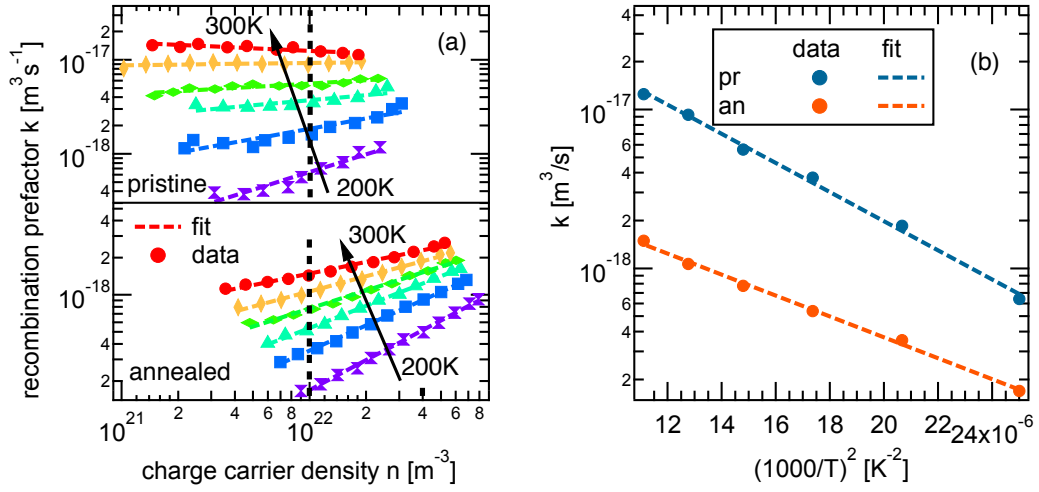 recombination prefactor k [m³s⁻¹]
2
10⁻¹⁷
4
2
10⁻¹⁸
4
300K
(a)
200K
pristine
fit
data
300K
10⁻¹⁸
4
2
200K
annealed
10²¹
2
4
6
8
10²²
2
4
6
8
charge carrier density n [m⁻³]
k [m³/s]
4
2
10⁻¹⁷
8
6
4
2
10⁻¹⁸
8
6
4
2
data fit
pr
an
(b)
12 14 16 18 20 22 24x10⁻⁶
(1000/T)² [K⁻²]